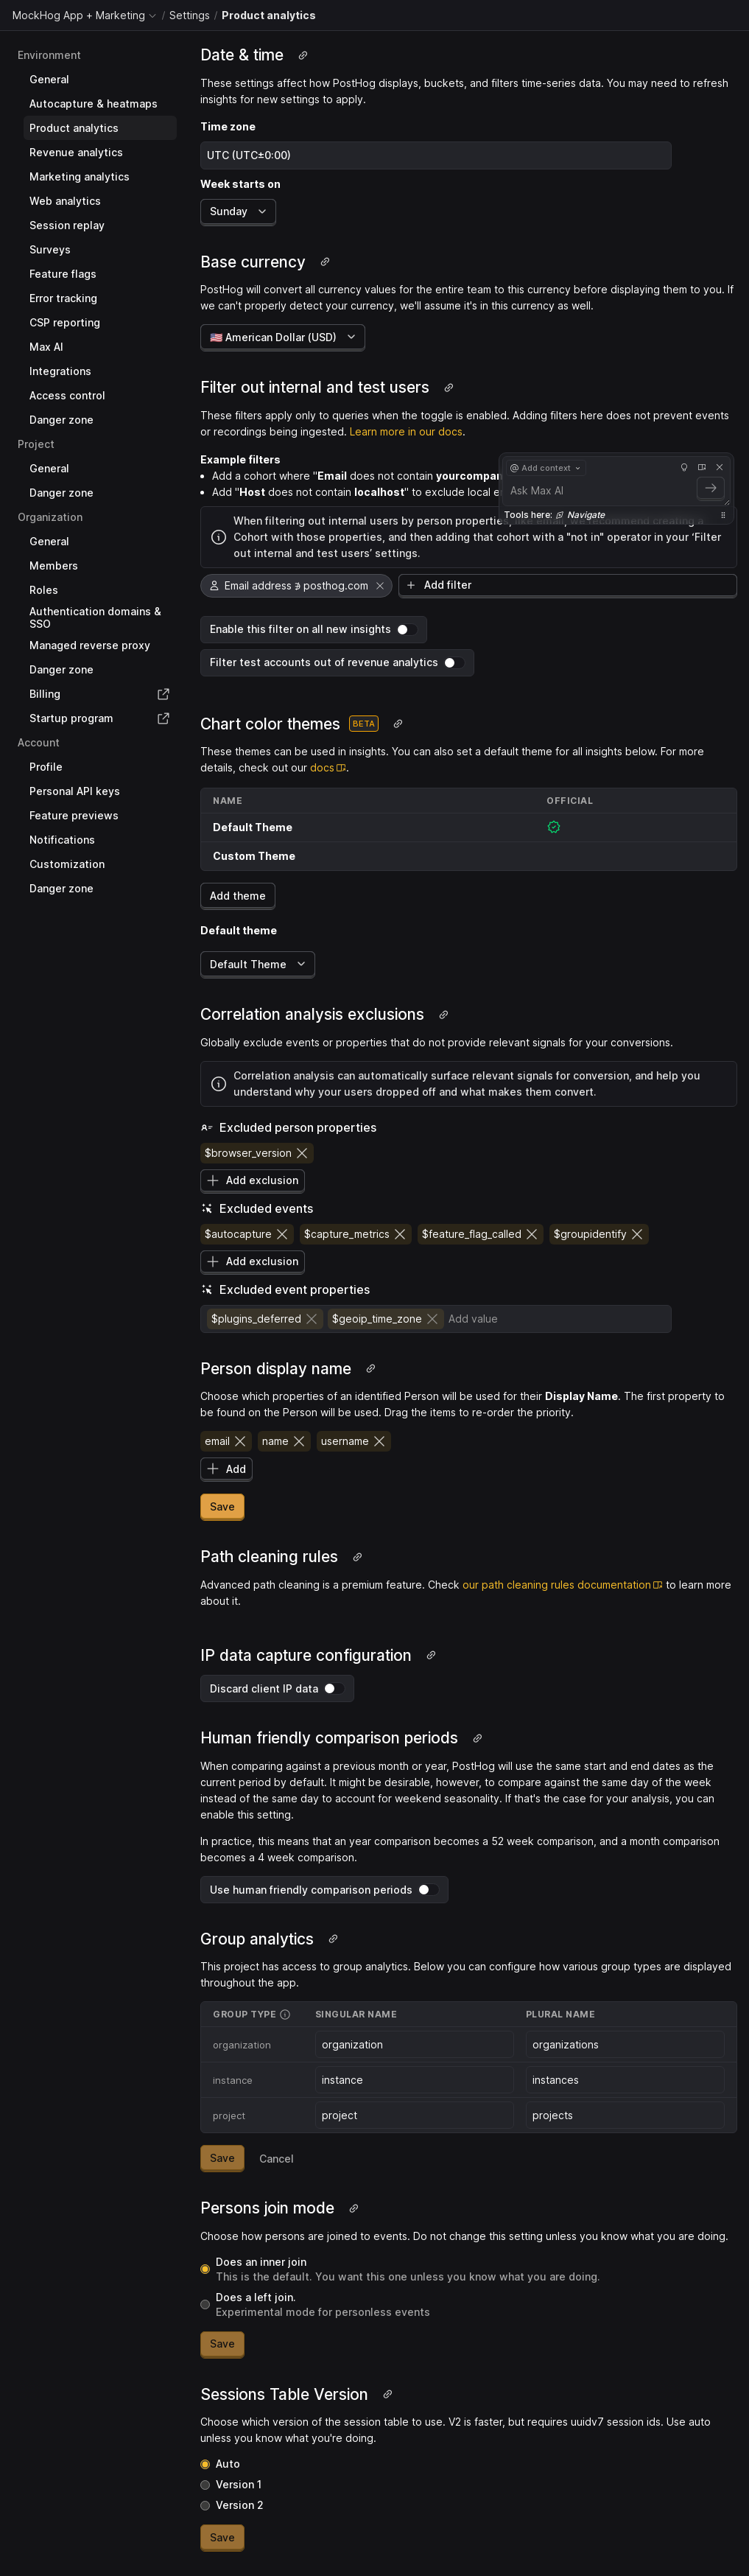 MockHog App + Marketing / Settings / Product analytics
Environment
General
Autocapture & heatmaps
Product analytics
Revenue analytics
Marketing analytics
Web analytics
Session replay
Surveys
Feature flags
Error tracking
CSP reporting
Max AI
Integrations
Access control
Danger zone
Project
General
Danger zone
Organization
General
Members
Roles
Authentication domains &
SSO
Managed reverse proxy
Danger zone
Billing
Startup program
Account
Profile
Personal API keys
Feature previews
Notifications
Customization
Danger zone
Date & time
These settings affect how PostHog displays, buckets, and filters time-series data. You may need to refresh
insights for new settings to apply.
Time zone
UTC (UTC±0:00)
Week starts on
Sunday
Base currency
PostHog will convert all currency values for the entire team to this currency before displaying them to you. If
we can't properly detect your currency, we'll assume it's in this currency as well.
🇺🇸 American Dollar (USD)
Filter out internal and test users
These filters apply only to queries when the toggle is enabled. Adding filters here does not prevent events
or recordings being ingested. Learn more in our docs.
Example filters
• Add a cohort where "Email does not contain yourcompan
• Add "Host does not contain localhost" to exclude local e
@ Add context
Ask Max AI
Tools here: Navigate
When filtering out internal users by person properties, like email, we recommend creating a
Cohort with those properties, and then adding that cohort with a "not in" operator in your ‘Filter
out internal and test users’ settings.
Email address ∌ posthog.com
Add filter
Enable this filter on all new insights
Filter test accounts out of revenue analytics
Chart color themes BETA
These themes can be used in insights. You can also set a default theme for all insights below. For more
details, check out our docs.
NAME OFFICIAL
Default Theme
Custom Theme
Add theme
Default theme
Default Theme
Correlation analysis exclusions
Globally exclude events or properties that do not provide relevant signals for your conversions.
Correlation analysis can automatically surface relevant signals for conversion, and help you
understand why your users dropped off and what makes them convert.
Excluded person properties
$browser_version
Add exclusion
Excluded events
$autocapture $capture_metrics $feature_flag_called $groupidentify
Add exclusion
Excluded event properties
$plugins_deferred $geoip_time_zone Add value
Person display name
Choose which properties of an identified Person will be used for their Display Name. The first property to
be found on the Person will be used. Drag the items to re-order the priority.
email name username
Add
Save
Path cleaning rules
Advanced path cleaning is a premium feature. Check our path cleaning rules documentation to learn more
about it.
IP data capture configuration
Discard client IP data
Human friendly comparison periods
When comparing against a previous month or year, PostHog will use the same start and end dates as the
current period by default. It might be desirable, however, to compare against the same day of the week
instead of the same day to account for weekend seasonality. If that's the case for your analysis, you can
enable this setting.
In practice, this means that an year comparison becomes a 52 week comparison, and a month comparison
becomes a 4 week comparison.
Use human friendly comparison periods
Group analytics
This project has access to group analytics. Below you can configure how various group types are displayed
throughout the app.
GROUP TYPE SINGULAR NAME PLURAL NAME
organization organization organizations
instance instance instances
project project projects
Save Cancel
Persons join mode
Choose how persons are joined to events. Do not change this setting unless you know what you are doing.
Does an inner join
This is the default. You want this one unless you know what you are doing.
Does a left join.
Experimental mode for personless events
Save
Sessions Table Version
Choose which version of the session table to use. V2 is faster, but requires uuidv7 session ids. Use auto
unless you know what you're doing.
Auto
Version 1
Version 2
Save